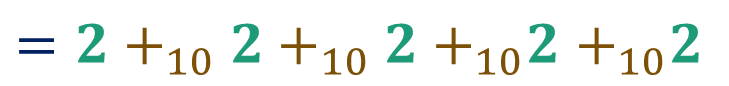 = 2 +₁₀ 2 +₁₀ 2 +₁₀ 2 +₁₀ 2